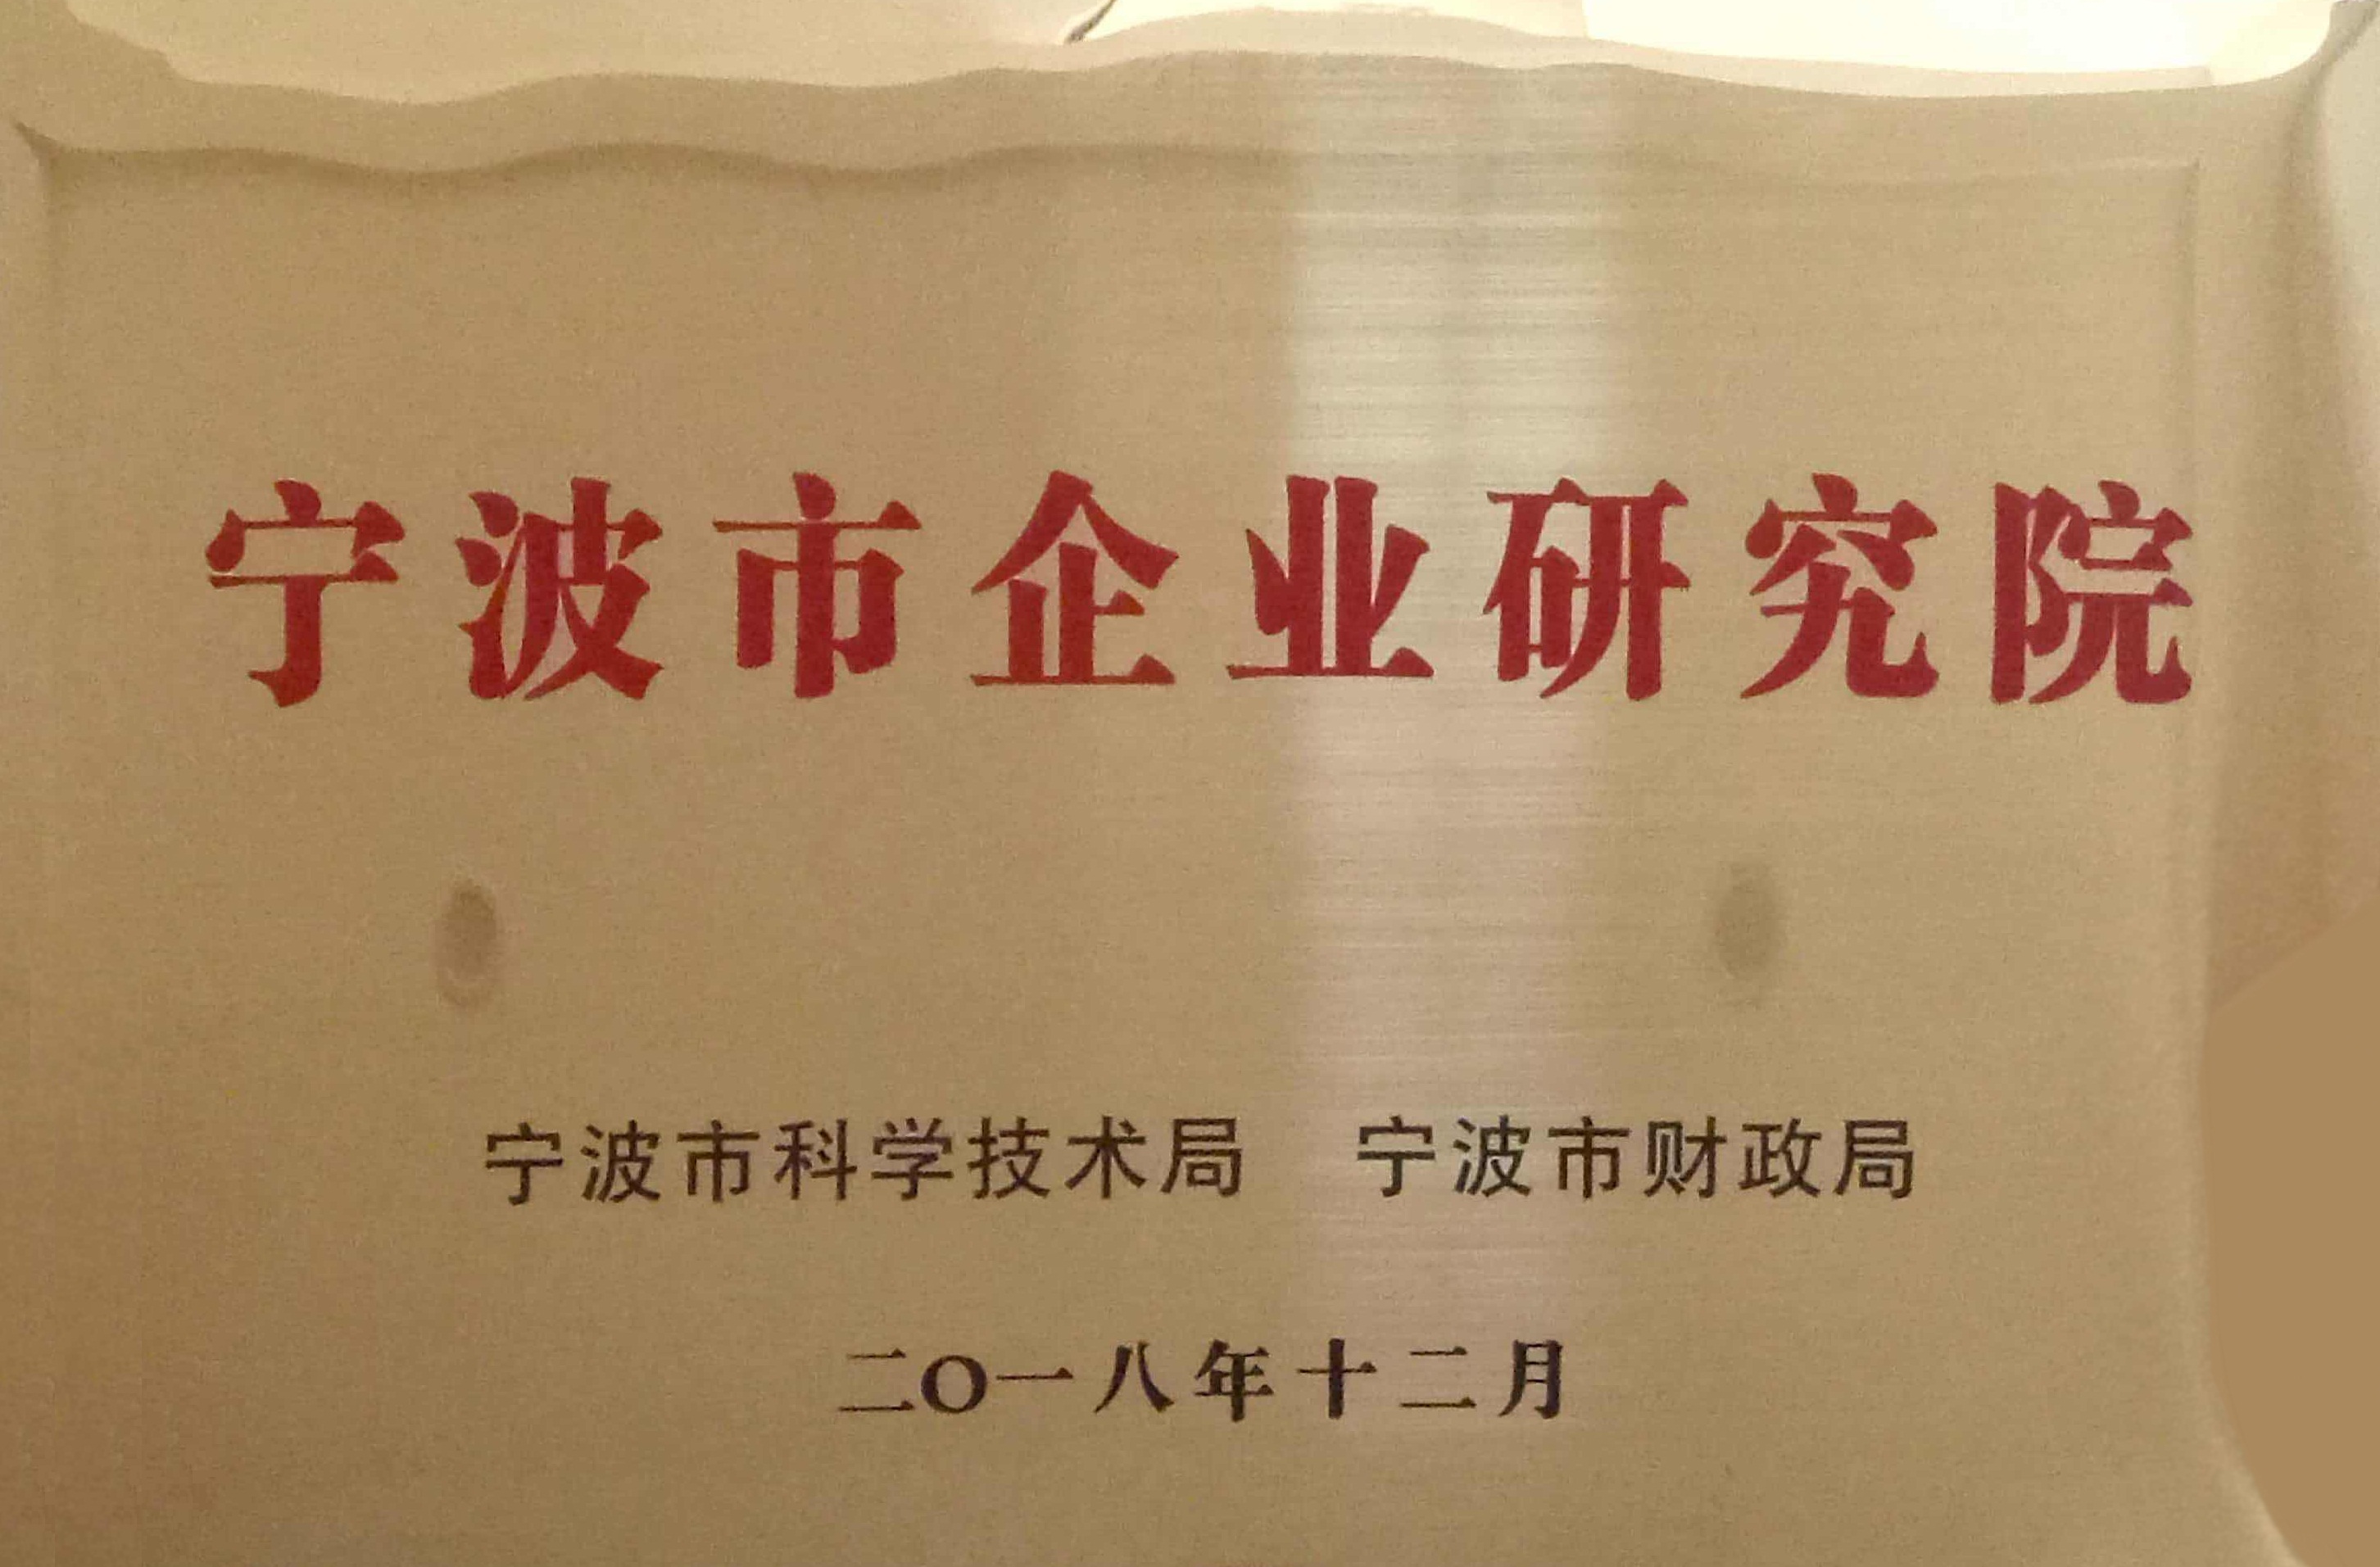 宁波市企业研究院
宁波市科学技术局 宁波市财政局
二〇一八年十二月